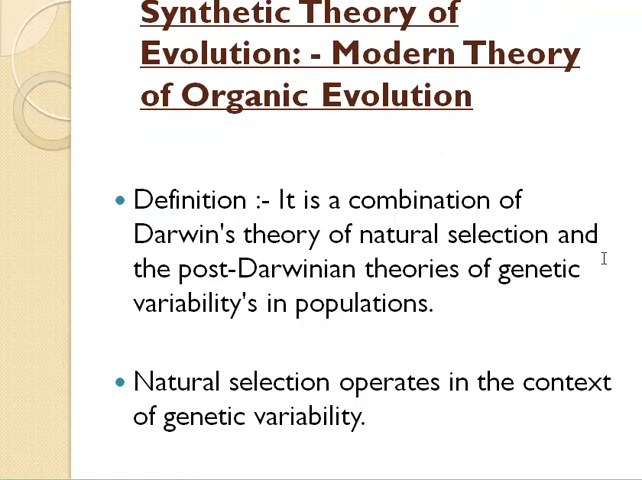 Synthetic Theory of
Evolution: - Modern Theory
of Organic Evolution
Definition :- It is a combination of
Darwin's theory of natural selection and
the post-Darwinian theories of genetic
variability's in populations.
Natural selection operates in the context
of genetic variability.